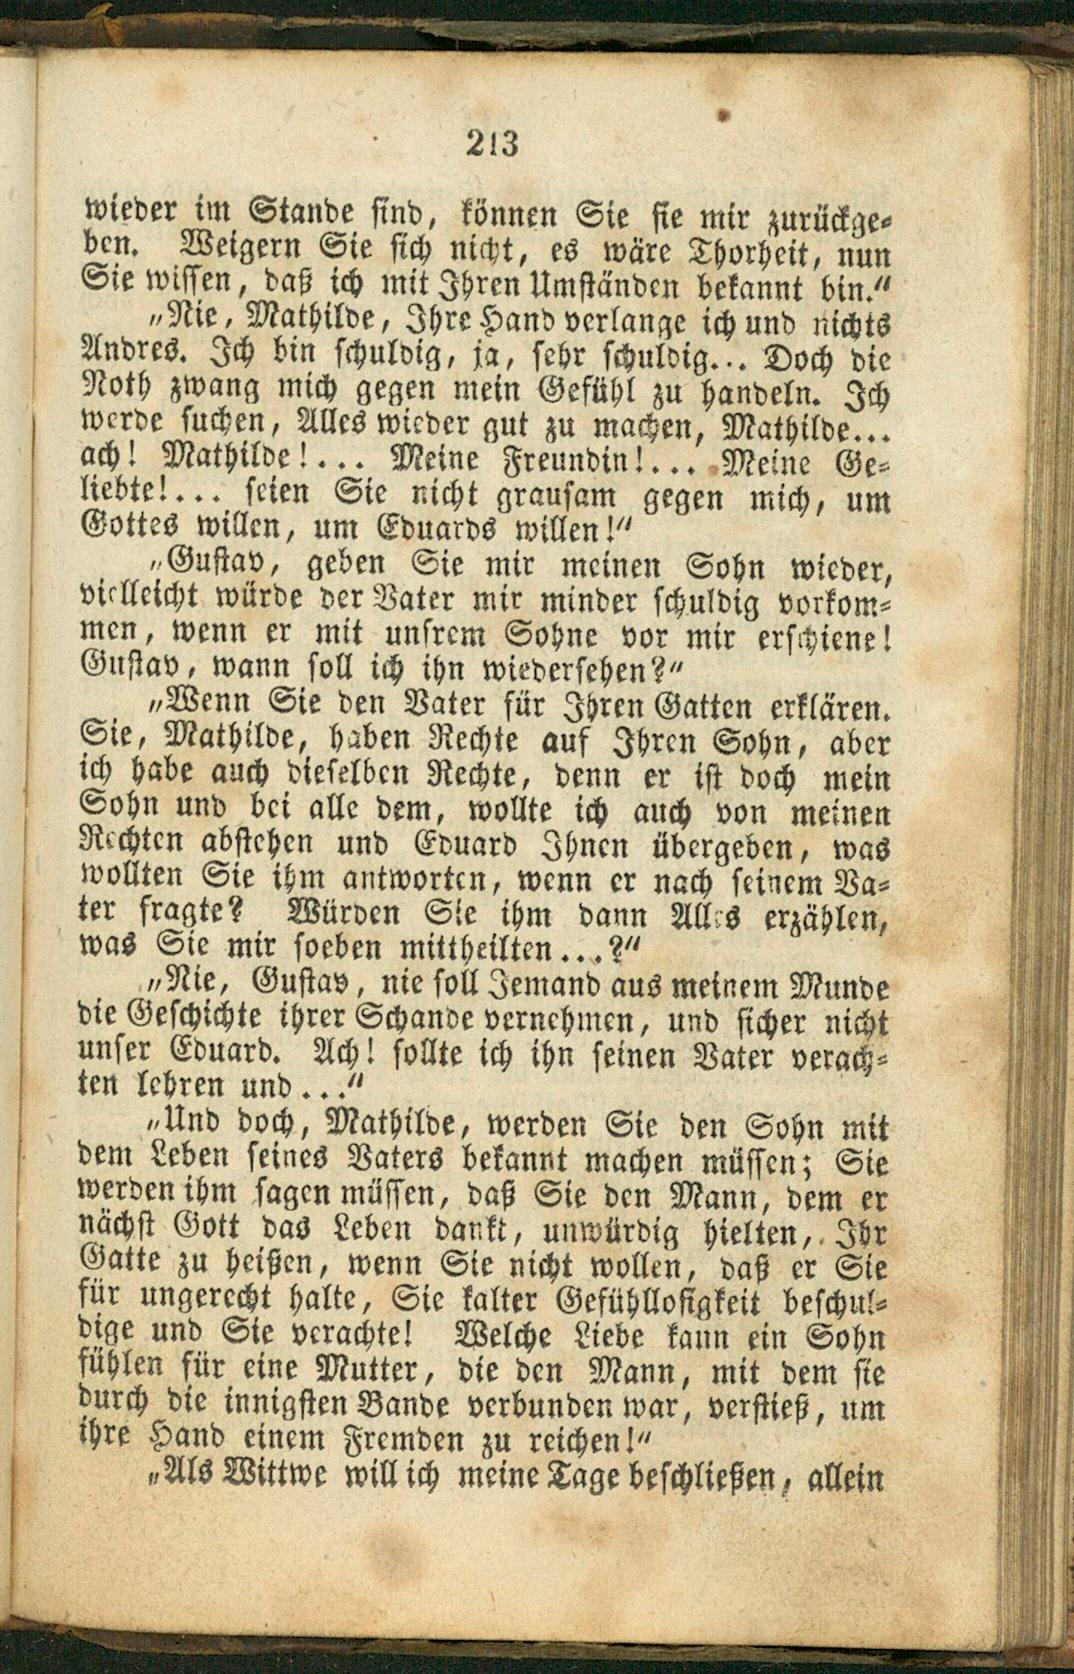 213
wieder im Stande sind, können Sie sie mir zurückge-
ben. Weigern Sie sich nicht, es wäre Thorheit, nun
Sie wissen, daß ich mit Ihren Umständen bekannt bin.“
„Nie, Mathilde, Ihre Hand verlange ich und nichts
Andres. Ich bin schuldig, ja, sehr schuldig... Doch die
Noth zwang mich gegen mein Gefühl zu handeln. Ich
werde suchen, Alles wieder gut zu machen, Mathilde...
ach! Mathilde!... Meine Freundin!... Meine Ge-
liebte!... seien Sie nicht grausam gegen mich, um
Gottes willen, um Eduards willen!“
„Gustav, geben Sie mir meinen Sohn wieder,
vielleicht würde der Vater mir minder schuldig vorkom-
men, wenn er mit unsrem Sohne vor mir erschiene!
Gustav, wann soll ich ihn wiedersehen?“
„Wenn Sie den Vater für Ihren Gatten erklären.
Sie, Mathilde, haben Rechte auf Ihren Sohn, aber
ich habe auch dieselben Rechte, denn er ist doch mein
Sohn und bei alle dem, wollte ich auch von meinen
Rechten abstehen und Eduard Ihnen übergeben, was
wollten Sie ihm antworten, wenn er nach seinem Va-
ter fragte? Würden Sie ihm dann Alles erzählen,
was Sie mir soeben mittheilten...?“
„Nie, Gustav, nie soll Jemand aus meinem Munde
die Geschichte ihrer Schande vernehmen, und sicher nicht
unser Eduard. Ach! sollte ich ihn seinen Vater verach-
ten lehren und...“
„Und doch, Mathilde, werden Sie den Sohn mit
dem Leben seines Vaters bekannt machen müssen; Sie
werden ihm sagen müssen, daß Sie den Mann, dem er
nächst Gott das Leben dankt, unwürdig hielten, Ihr
Gatte zu heißen, wenn Sie nicht wollen, daß er Sie
für ungerecht halte, Sie kalter Gefühllosigkeit beschul-
dige und Sie verachte! Welche Liebe kann ein Sohn
fühlen für eine Mutter, die den Mann, mit dem sie
durch die innigsten Bande verbunden war, verstieß, um
ihre Hand einem Fremden zu reichen!“
„Als Wittwe will ich meine Tage beschließen, allein